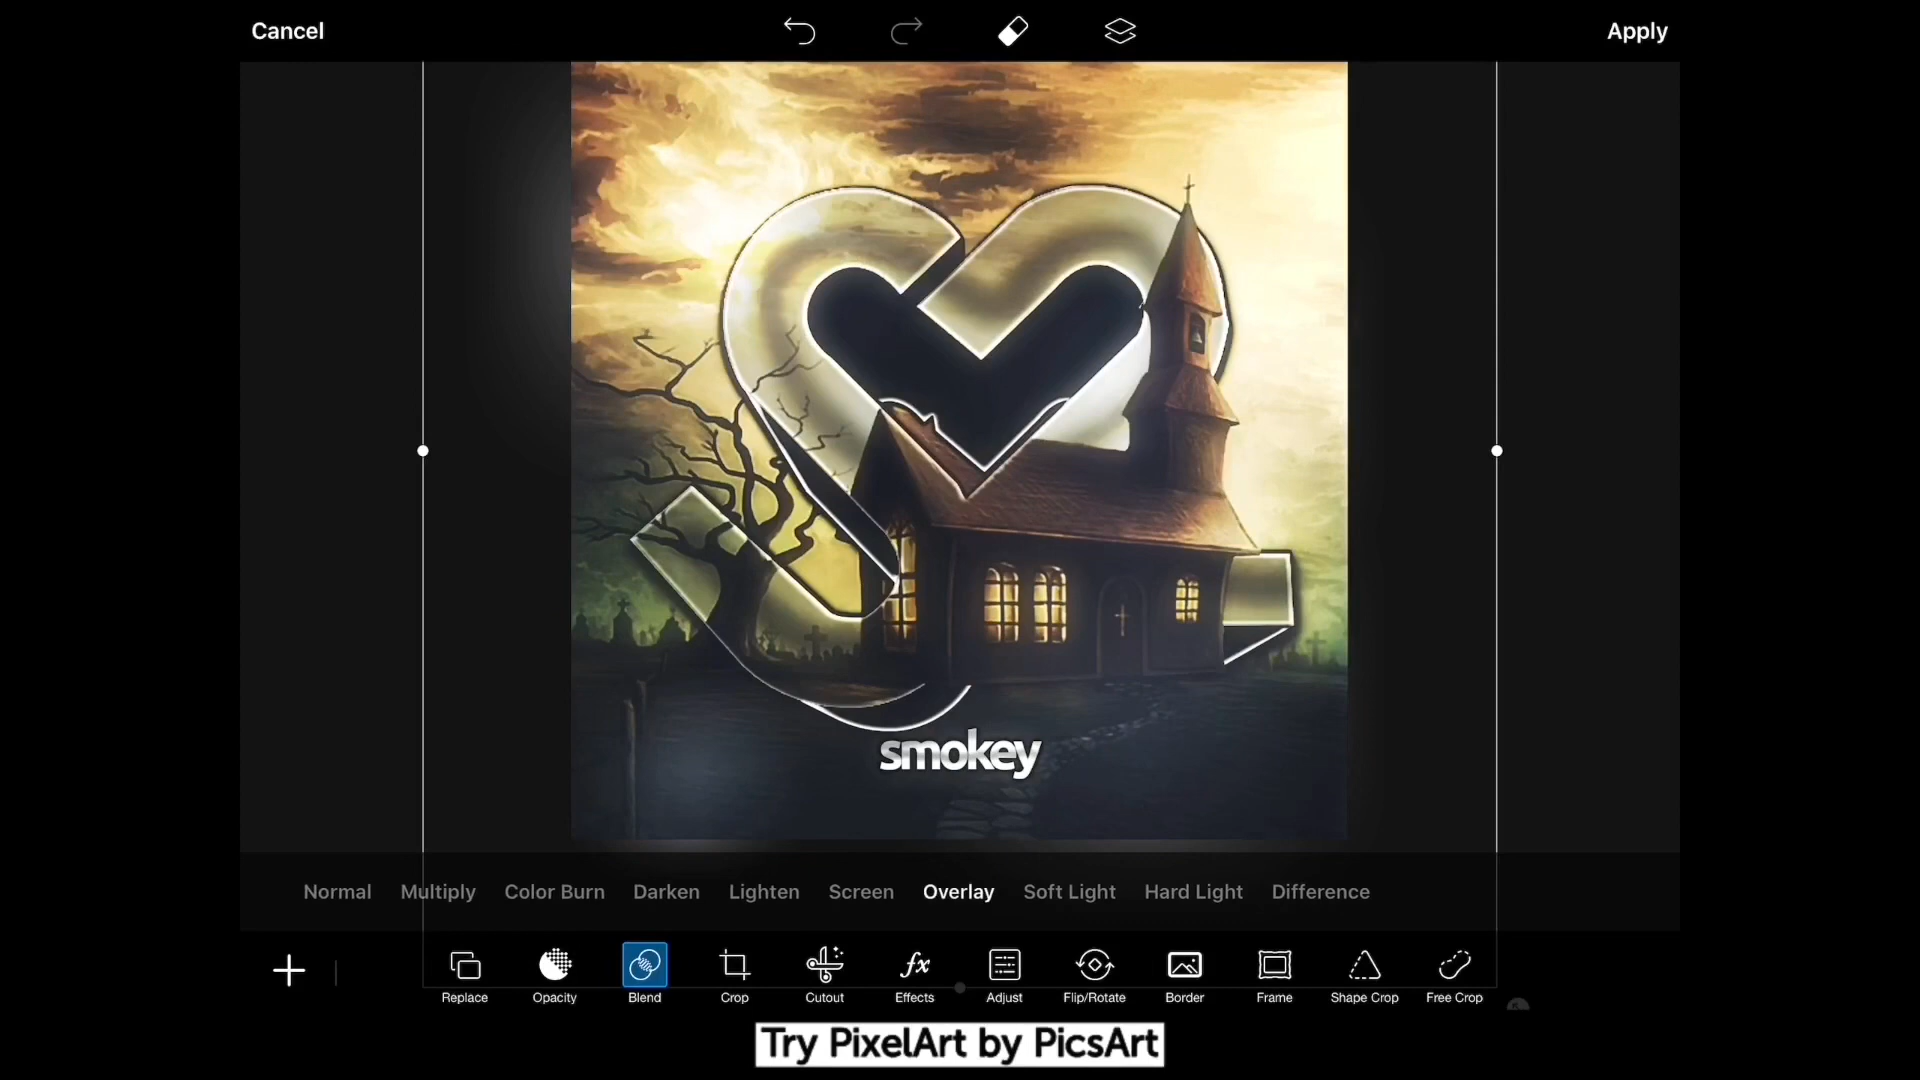 Cancel
Apply
smokey
Normal Multiply Color Burn Darken Lighten Screen Overlay Soft Light Hard Light Difference
Replace Opacity Blend Crop Cutout Effects Adjust Flip/Rotate Border Frame Shape Crop Free Crop
Try PixelArt by PicsArt